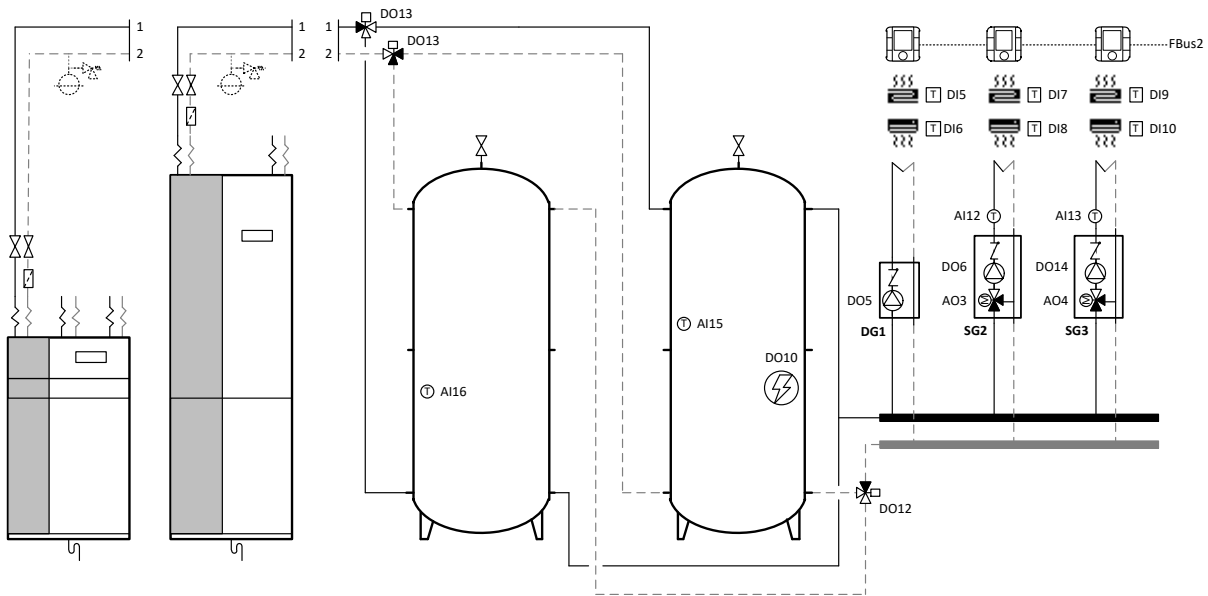 DO13
1
1
1
2
2
2
DO13
FBus2
T DI5
T DI7
T DI9
T DI6
T DI8
T DI10
AI12 T
AI13 T
DO6
DO14
DO5
AO3 M
AO4 M
DG1
SG2
SG3
T AI15
DO10
T AI16
DO12